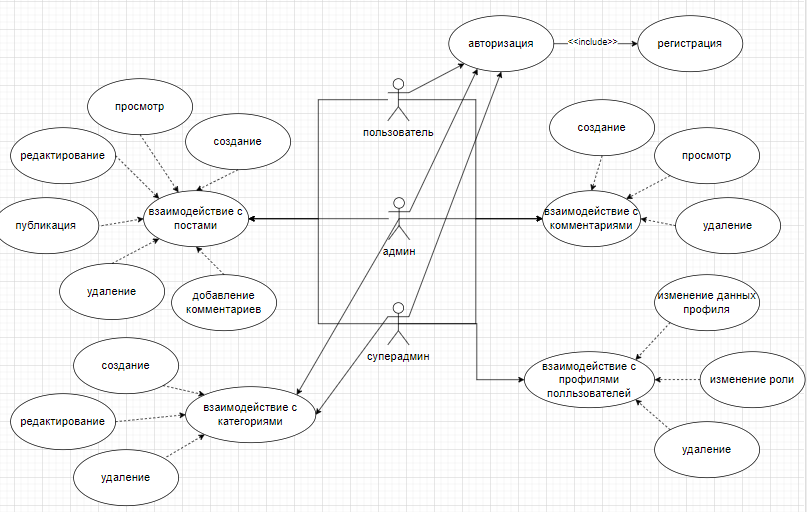 авторизация
<<include>>
регистрация
пользователь
просмотр
создание
редактирование
взаимодействие с
постами
публикация
удаление
добавление
комментариев
админ
создание
просмотр
взаимодействие с
комментариями
удаление
суперадмин
изменение данных
профиля
взаимодействие с
профилями
полльзователей
изменение роли
удаление
создание
редактирование
взаимодействие с
категориями
удаление